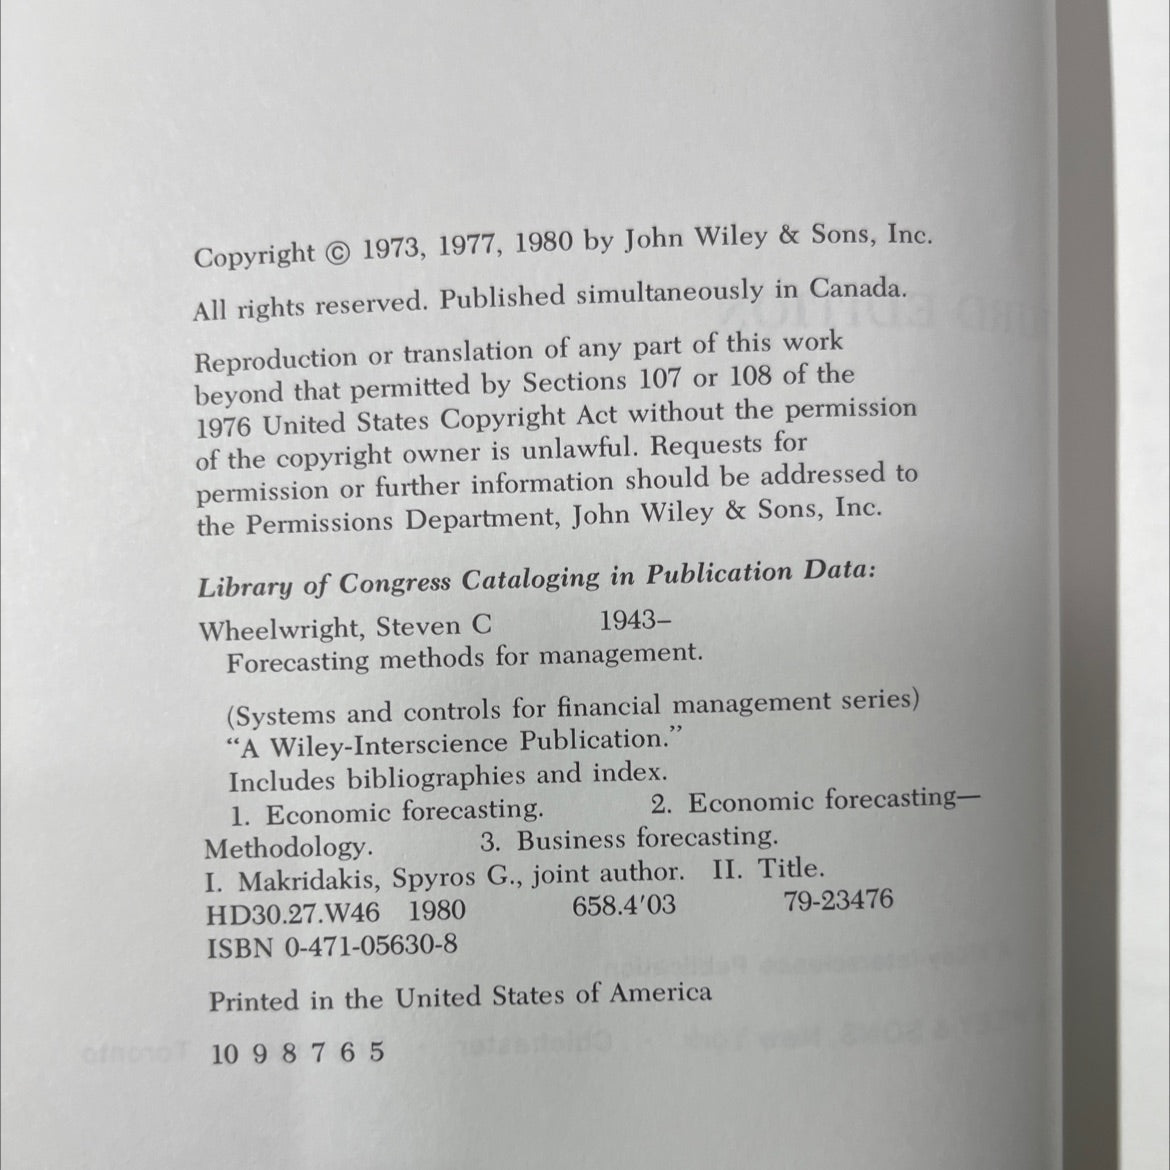 Copyright © 1973, 1977, 1980 by John Wiley & Sons, Inc.
All rights reserved. Published simultaneously in Canada.
Reproduction or translation of any part of this work
beyond that permitted by Sections 107 or 108 of the
1976 United States Copyright Act without the permission
of the copyright owner is unlawful. Requests for
permission or further information should be addressed to
the Permissions Department, John Wiley & Sons, Inc.
Library of Congress Cataloging in Publication Data:
Wheelwright, Steven C 1943–
Forecasting methods for management.
(Systems and controls for financial management series)
“A Wiley-Interscience Publication.”
Includes bibliographies and index.
1. Economic forecasting. 2. Economic forecasting—
Methodology. 3. Business forecasting.
I. Makridakis, Spyros G., joint author. II. Title.
HD30.27.W46 1980 658.4′03 79-23476
ISBN 0-471-05630-8
Printed in the United States of America
10 9 8 7 6 5